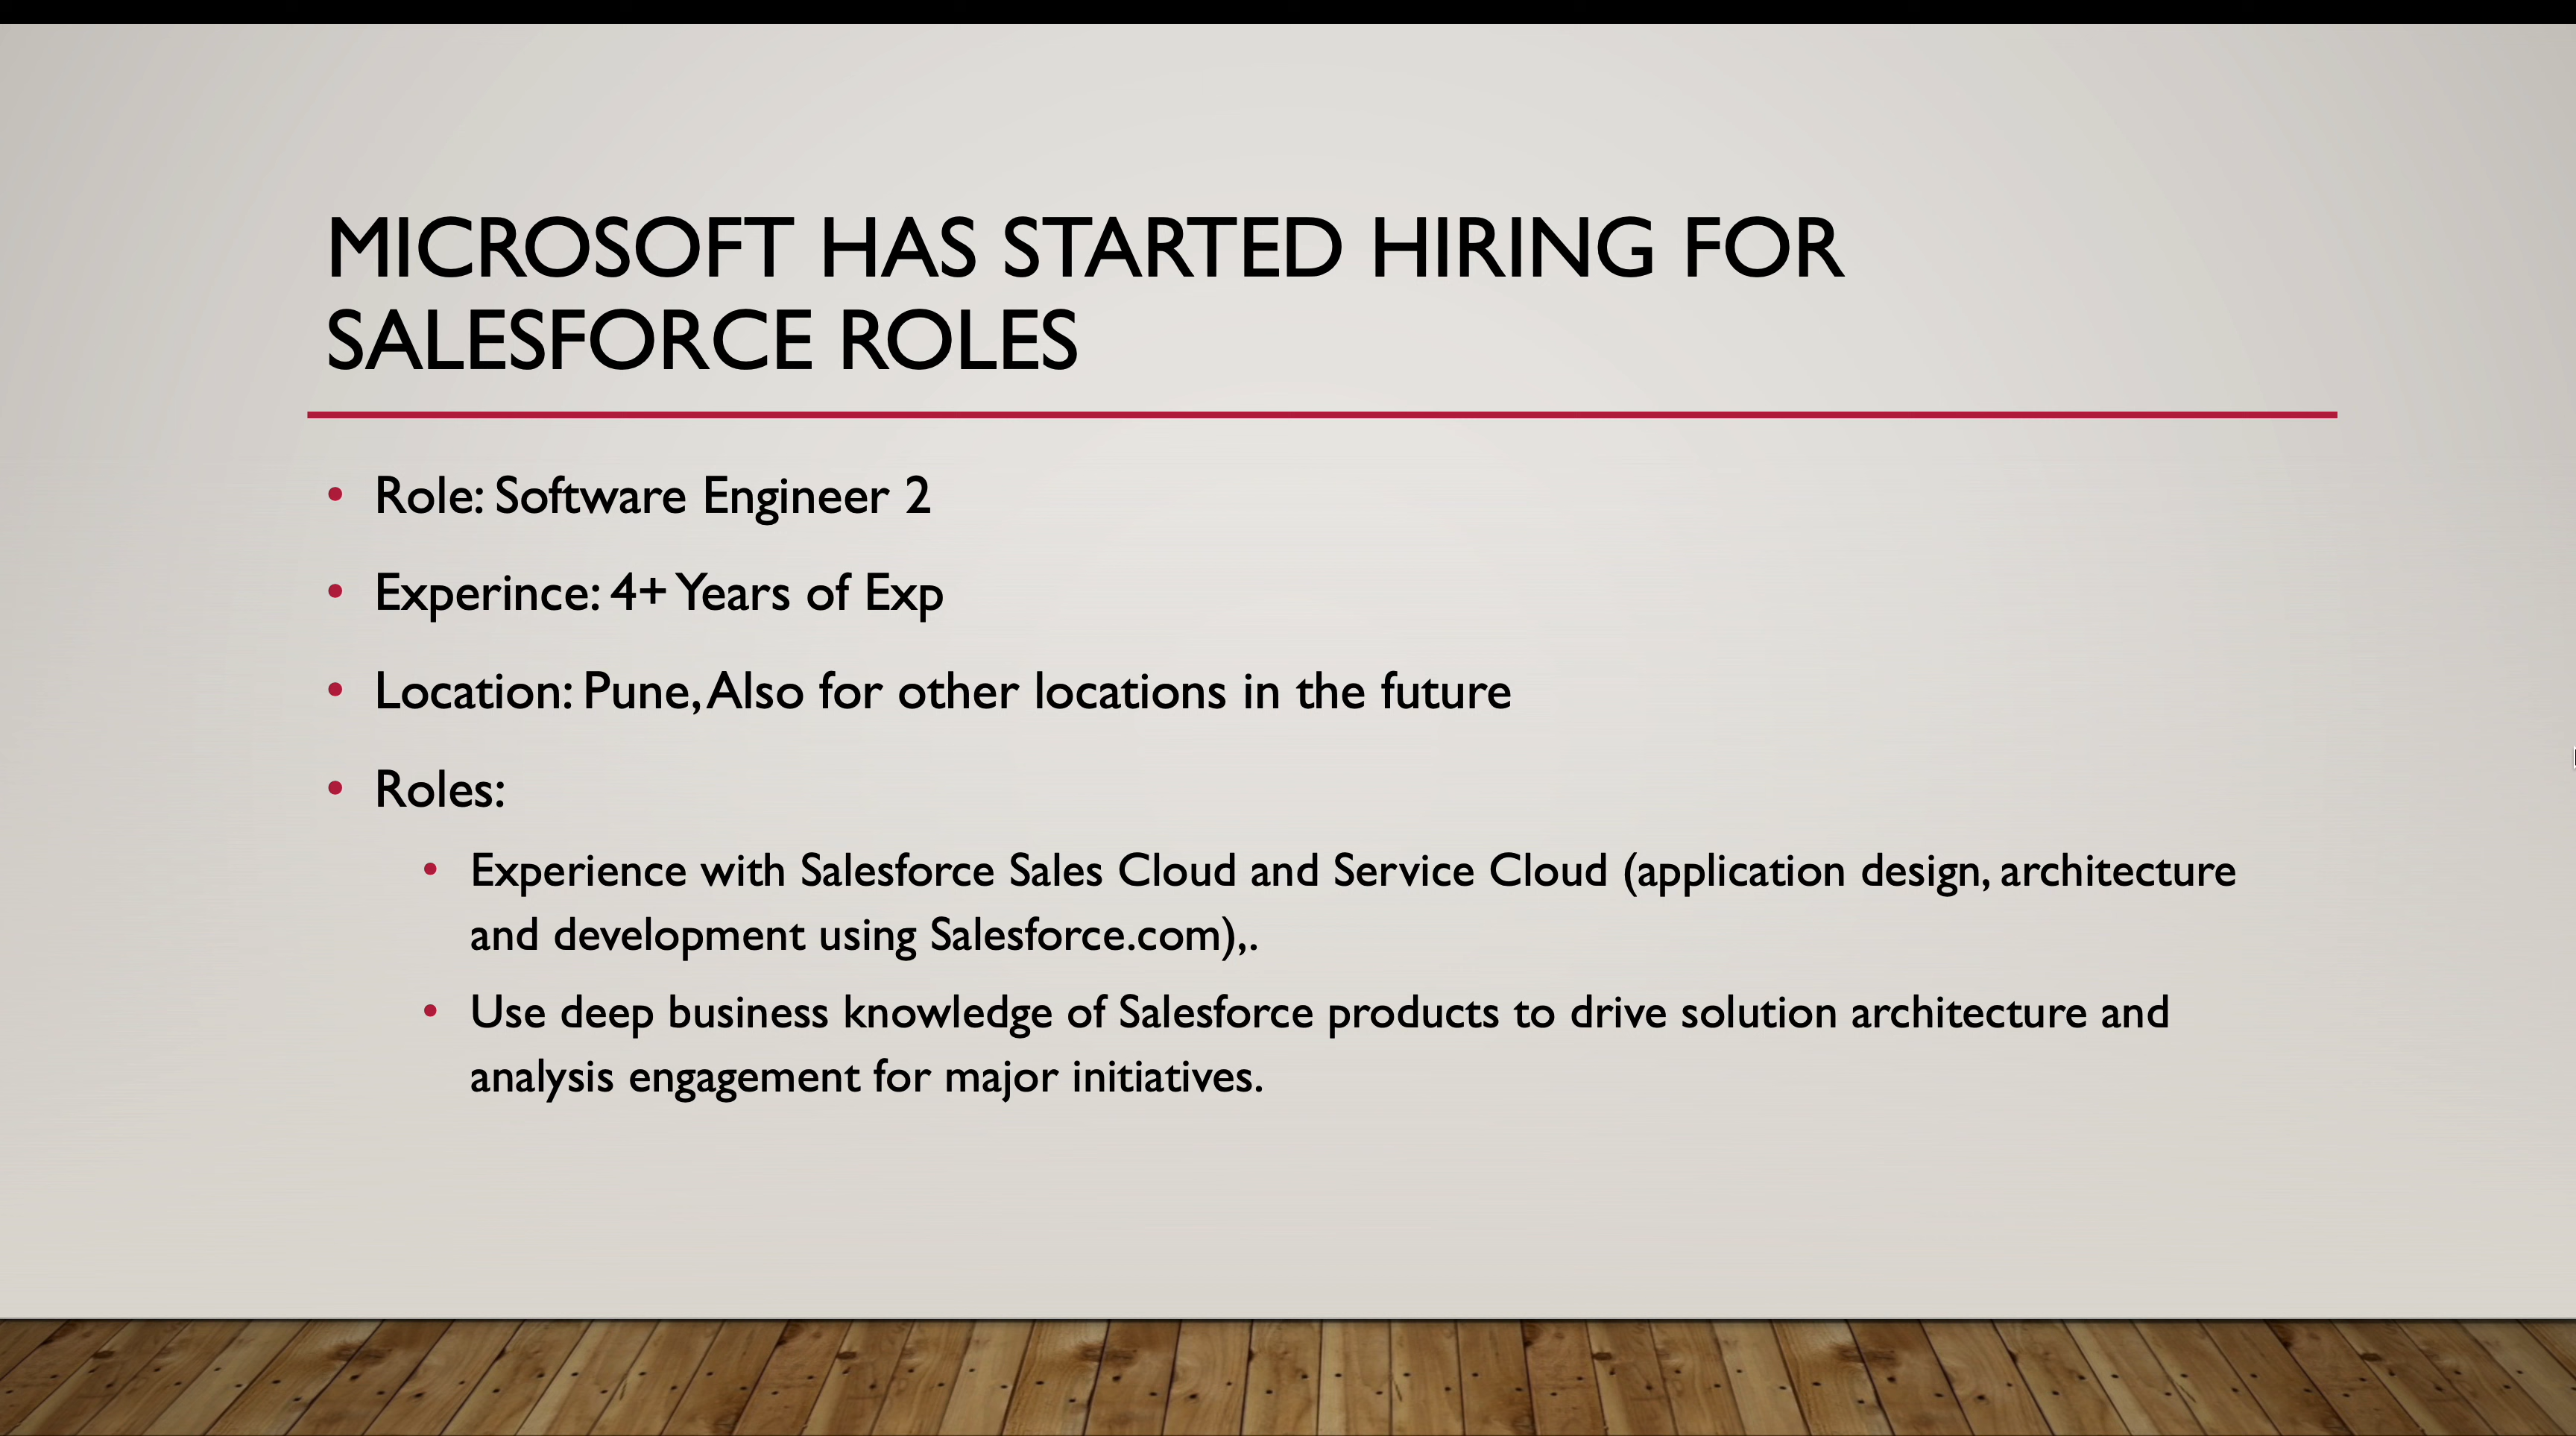 MICROSOFT HAS STARTED HIRING FOR
SALESFORCE ROLES
• Role: Software Engineer 2
• Experince: 4+ Years of Exp
• Location: Pune, Also for other locations in the future
• Roles:
• Experience with Salesforce Sales Cloud and Service Cloud (application design, architecture
and development using Salesforce.com),.
• Use deep business knowledge of Salesforce products to drive solution architecture and
analysis engagement for major initiatives.